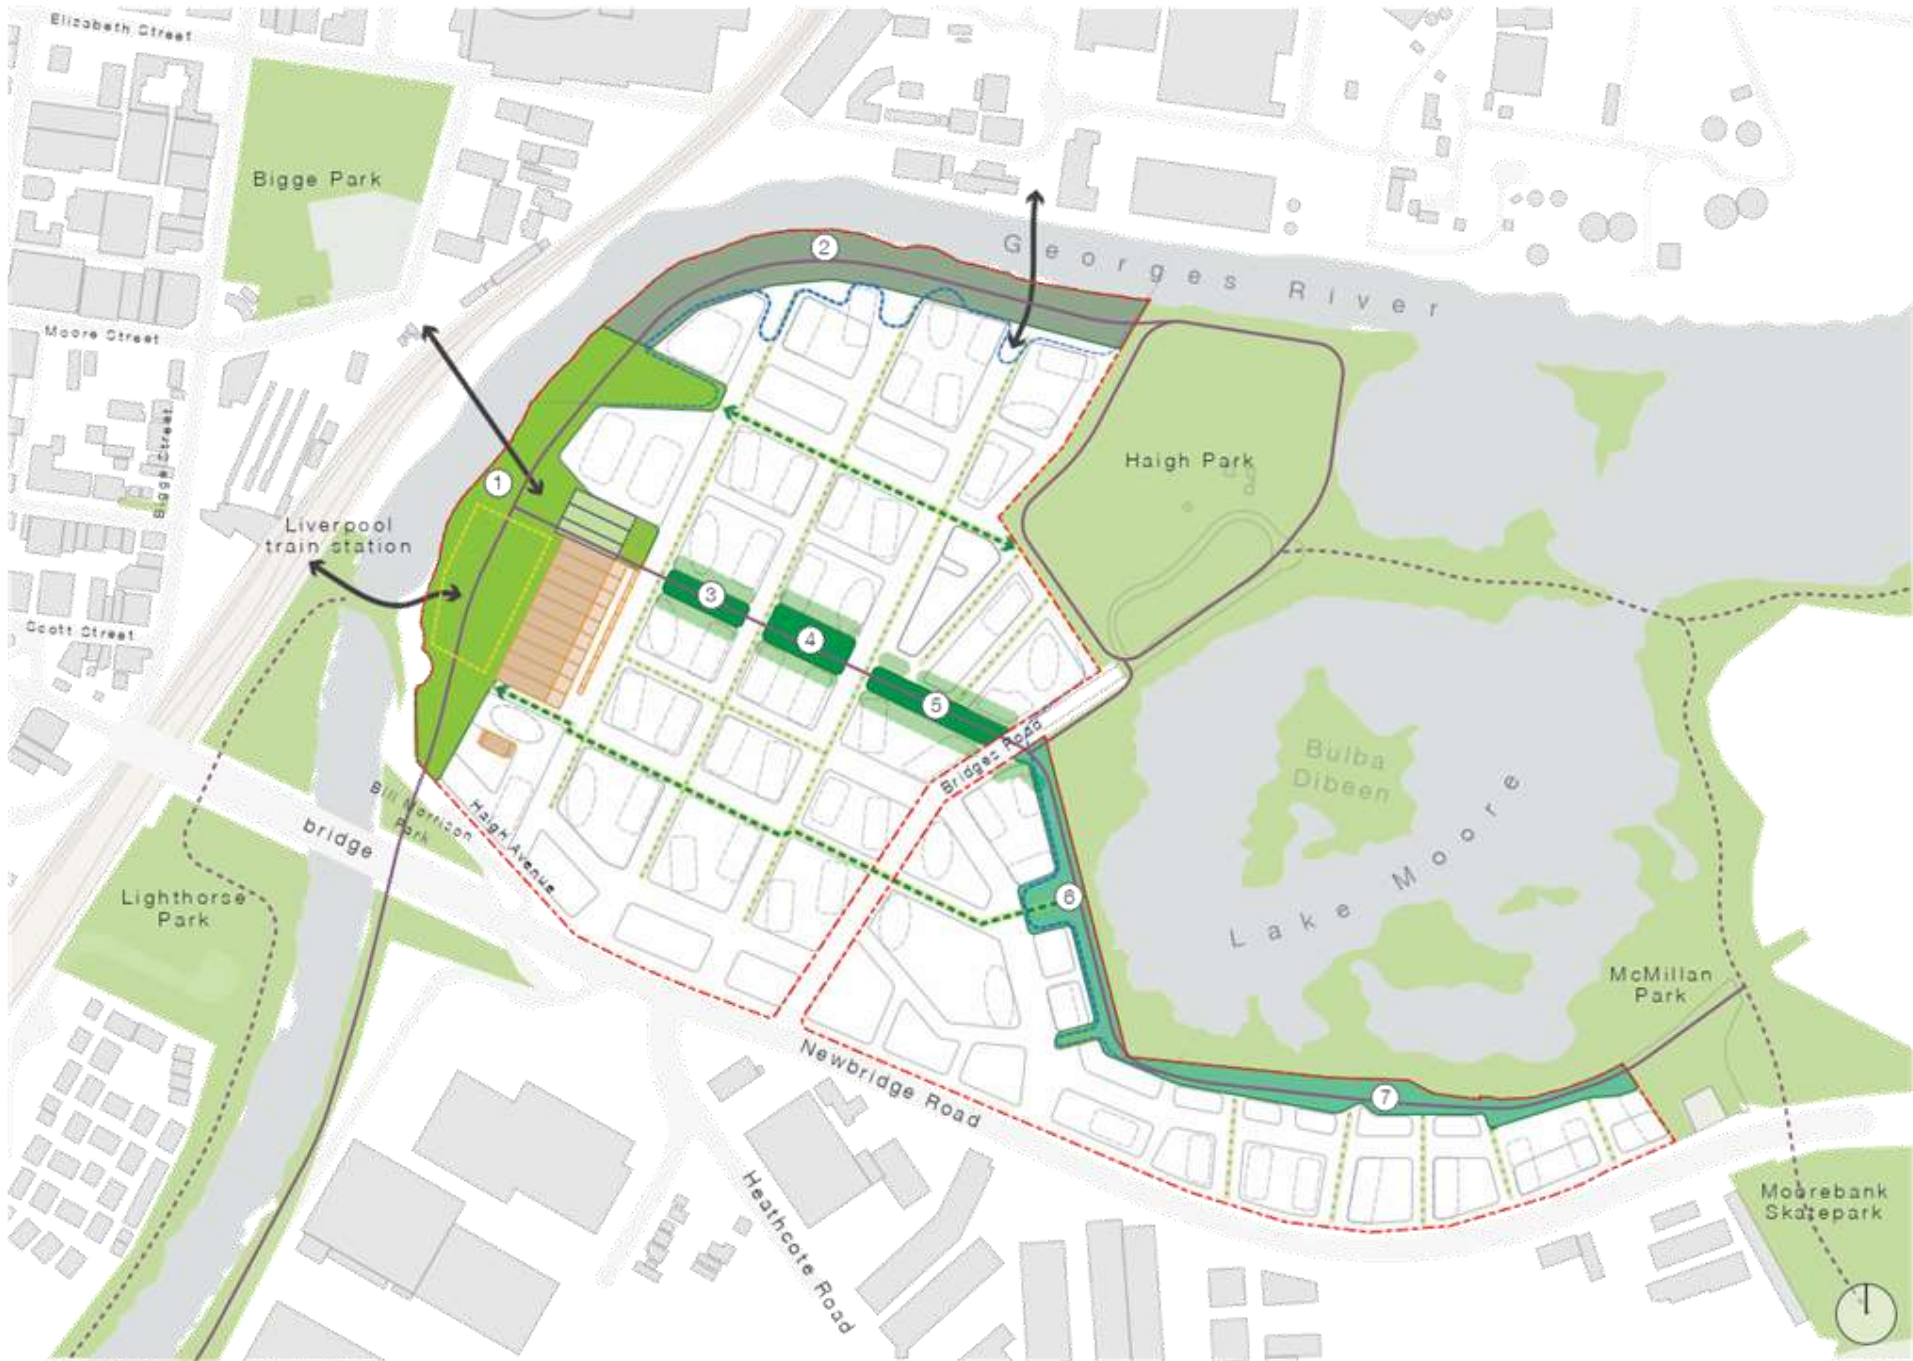 Elizabeth Street
Bigge Park
2
Georges River
Moore Street
Bigge Street
Haigh Park
1
Liverpool
train station
3
4
Scott Street
5
Bridges Road
Bulba
Dibeen
Lake Moore
Bill Morrison
Park
Haigh Avenue
bridge
6
Lighthorse
Park
McMillan
Park
Newbridge Road
7
Heathcote Road
Moorebank
Skatepark